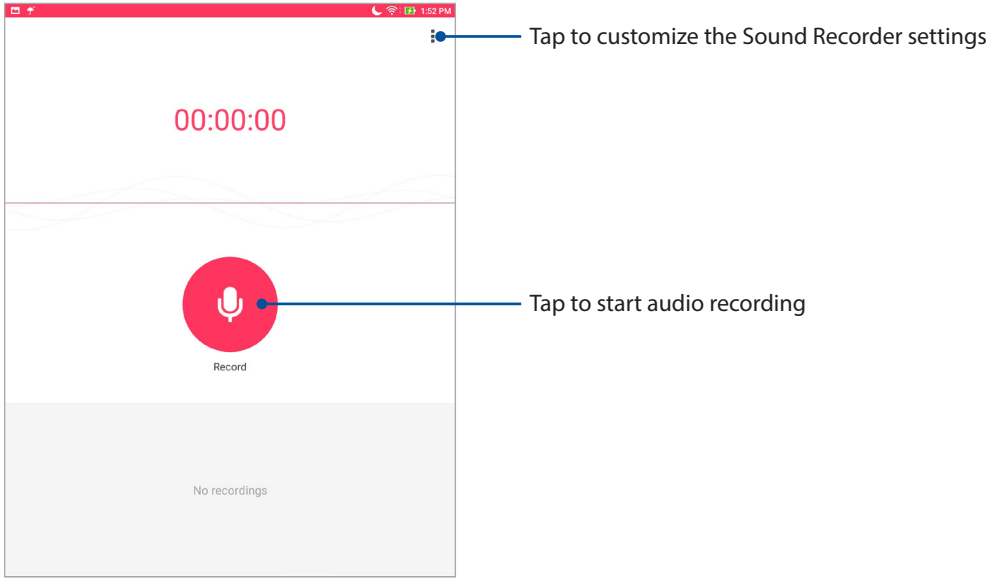 1:52 PM
Tap to customize the Sound Recorder settings
00:00:00
Tap to start audio recording
Record
No recordings